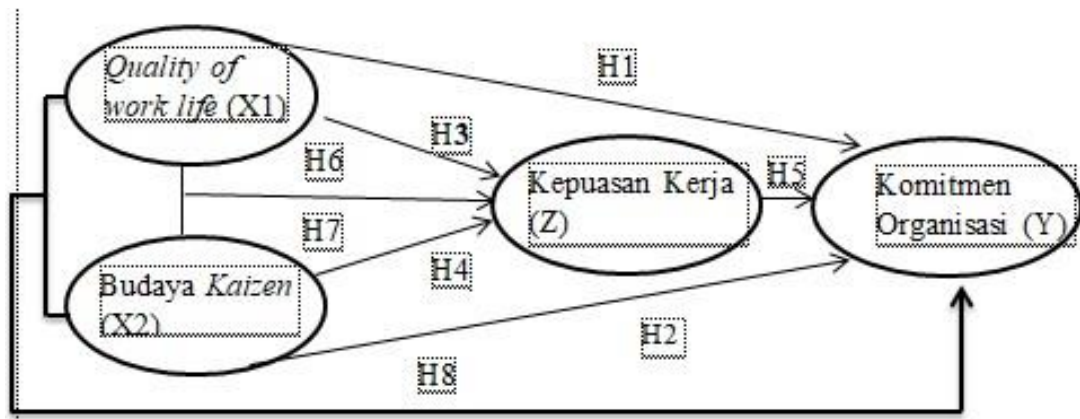 Quality of
work life (X1)
H1
H3
H6
Kepuasan Kerja
(Z)
H5
Komitmen
Organisasi (Y)
H7
H4
Budaya Kaizen
(X2)
H2
H8